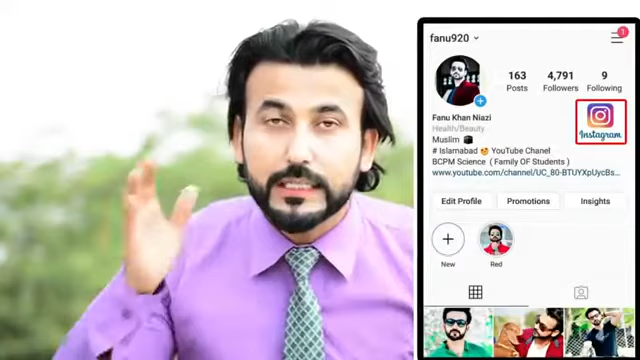 fanu920
1
163 4,791 9
Posts Followers Following
Fanu Khan Niazi
Health/Beauty
Instagram
Muslim
# Islamabad YouTube Chanel
BCPM Science ( Family OF Students )
www.youtube.com/channel/UC_80-BTUYXpUycBs...
Edit Profile Promotions Insights
New Red